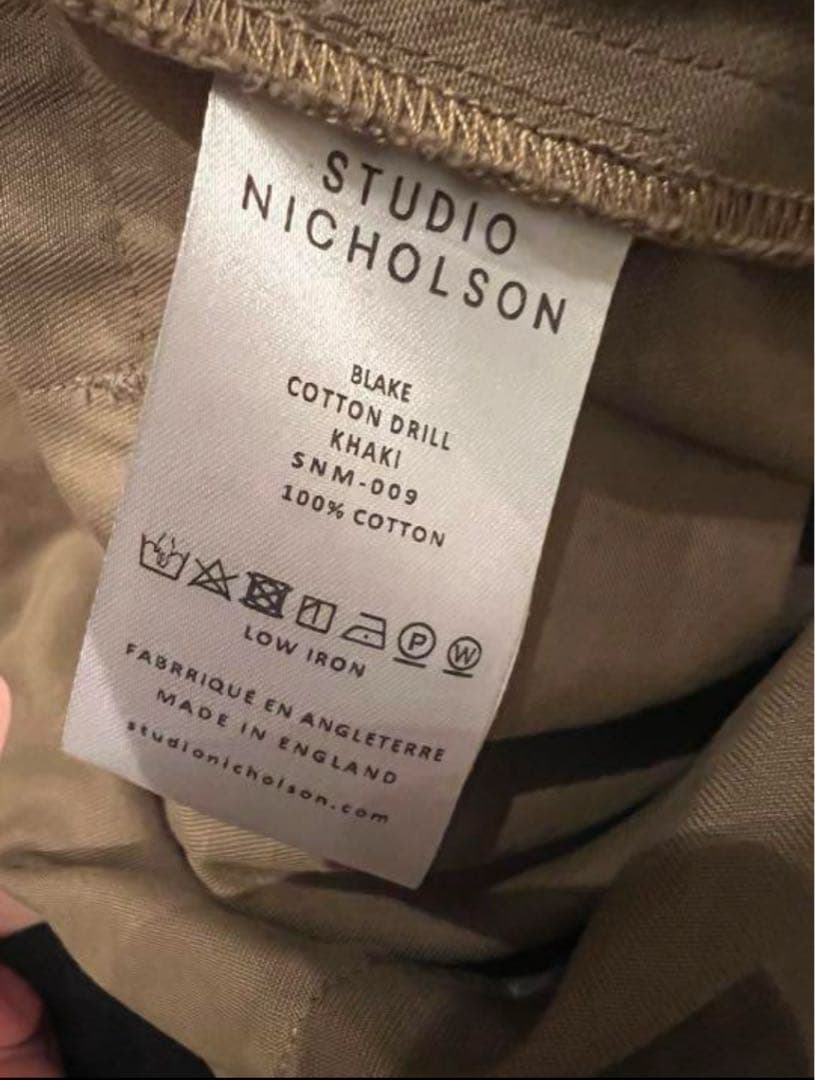 STUDIO
NICHOLSON
BLAKE
COTTON DRILL
KHAKI
SNM-009
100% COTTON
P W
LOW IRON
FABRRIQUÉ EN ANGLETERRE
MADE IN ENGLAND
studionicholson.com